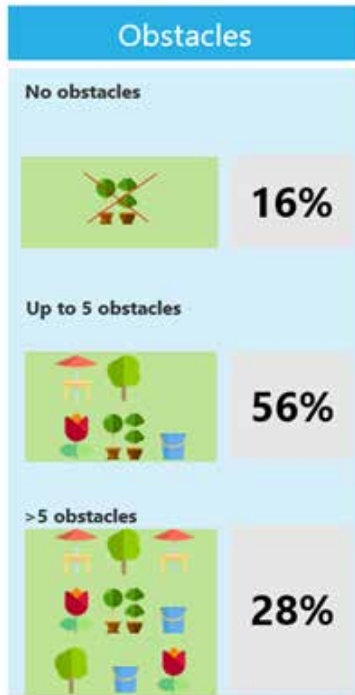 Obstacles
No obstacles
16%
Up to 5 obstacles
56%
>5 obstacles
28%